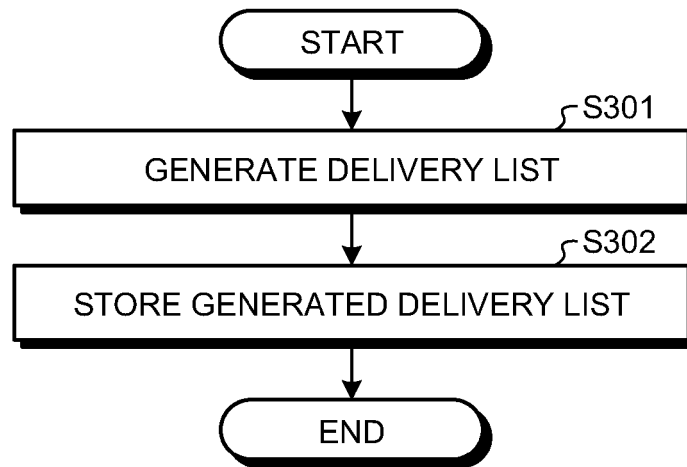 START
S301
GENERATE DELIVERY LIST
S302
STORE GENERATED DELIVERY LIST
END